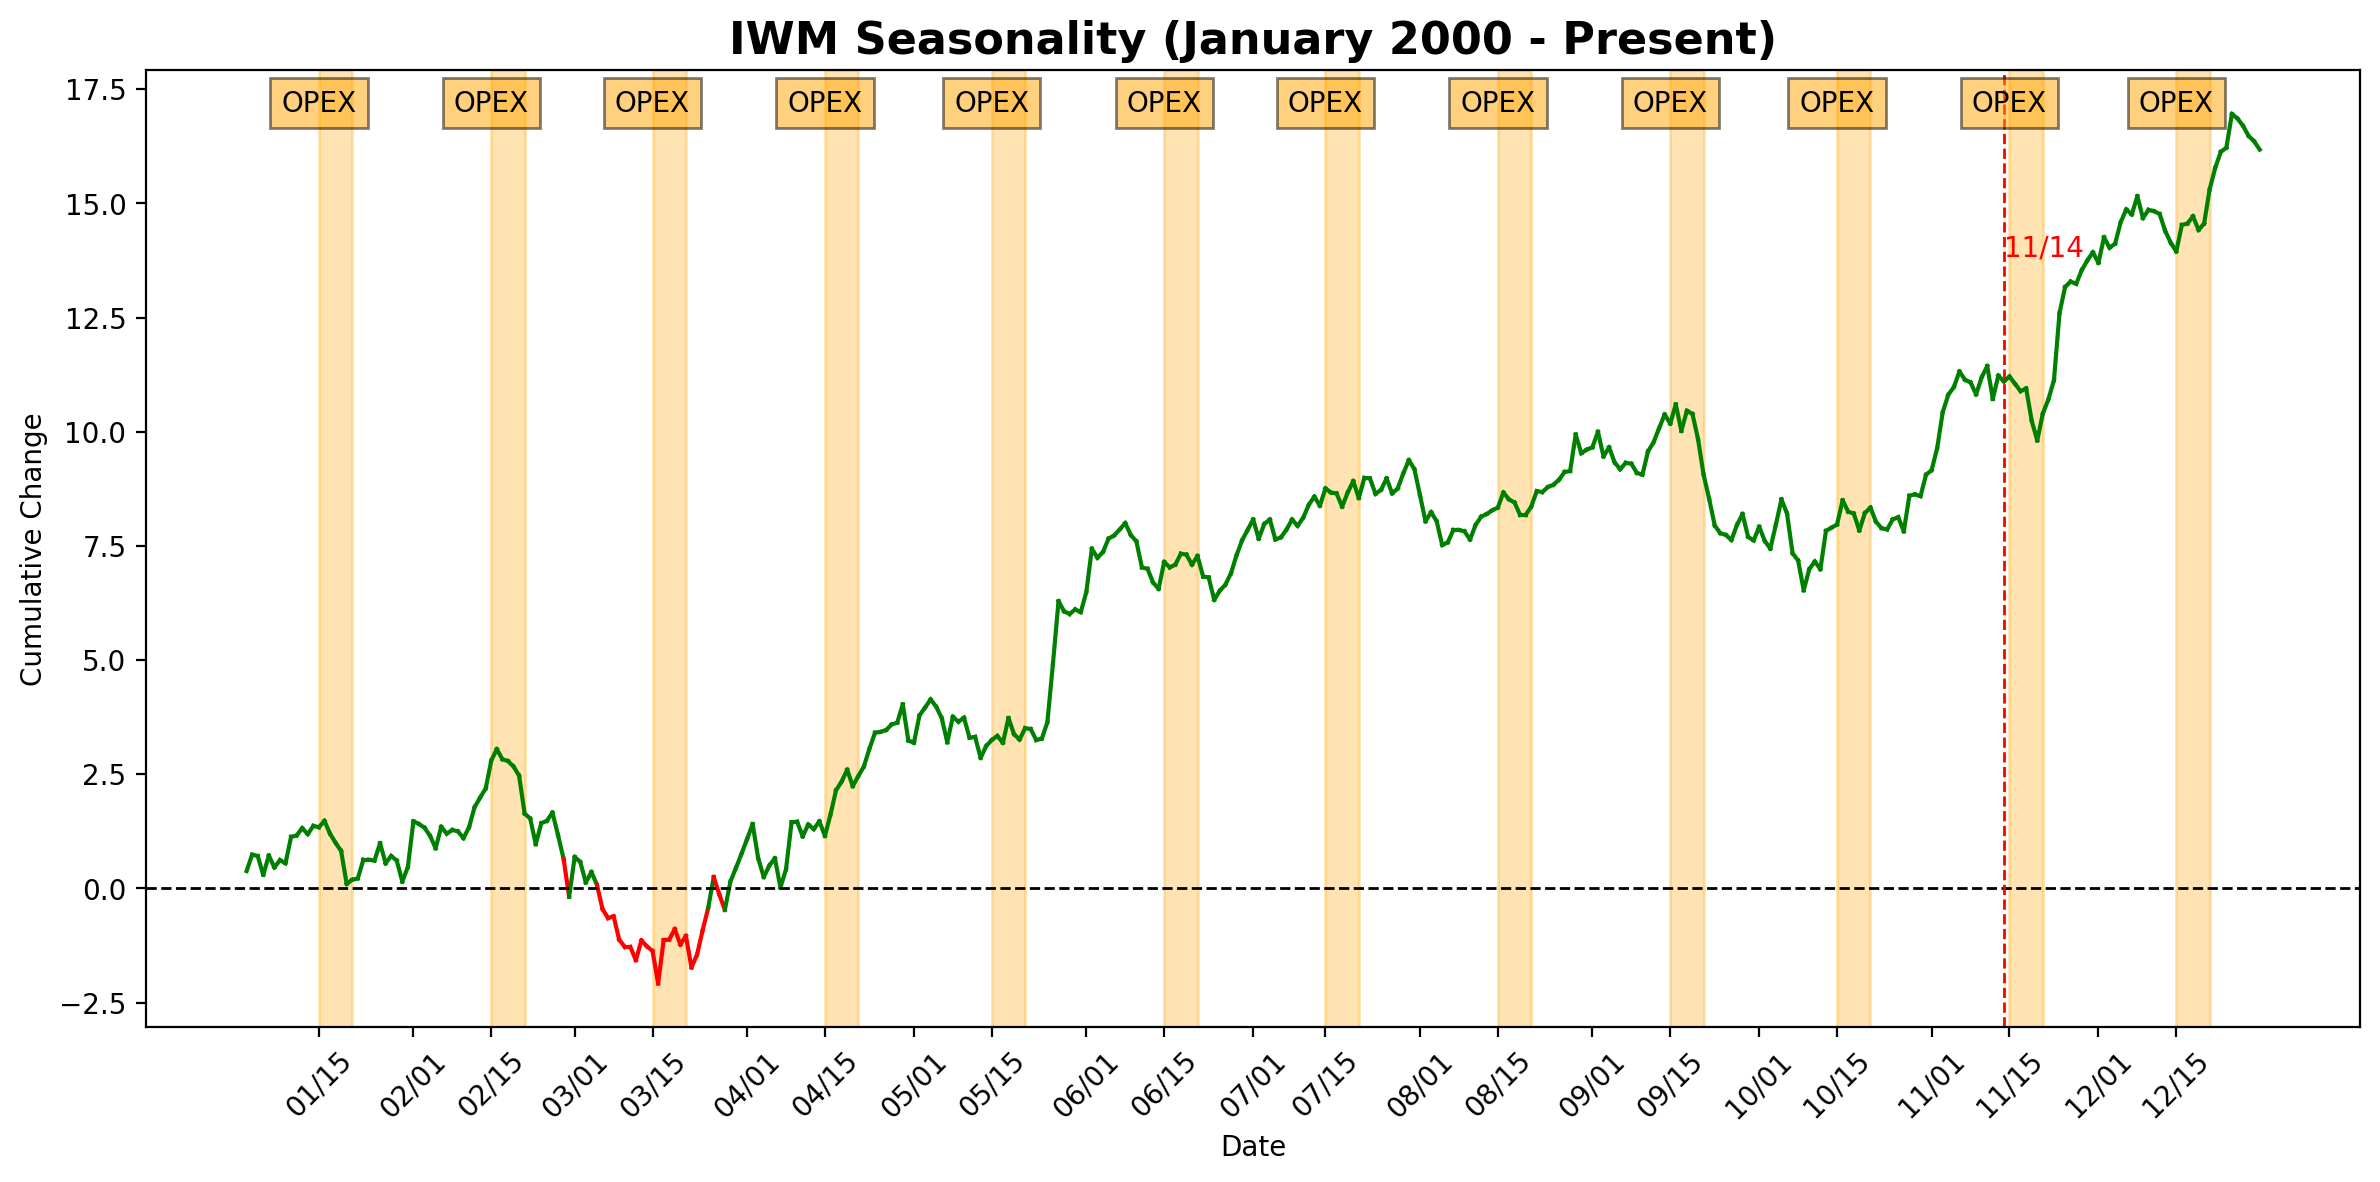 IWM Seasonality (January 2000 - Present)
17.5
15.0
12.5
10.0
7.5
5.0
2.5
0.0
−2.5
Cumulative Change
OPEX OPEX OPEX OPEX OPEX OPEX OPEX OPEX OPEX OPEX OPEX OPEX
11/14
01/15 02/01 02/15 03/01 03/15 04/01 04/15 05/01 05/15 06/01 06/15 07/01 07/15 08/01 08/15 09/01 09/15 10/01 10/15 11/01 11/15 12/01 12/15
Date